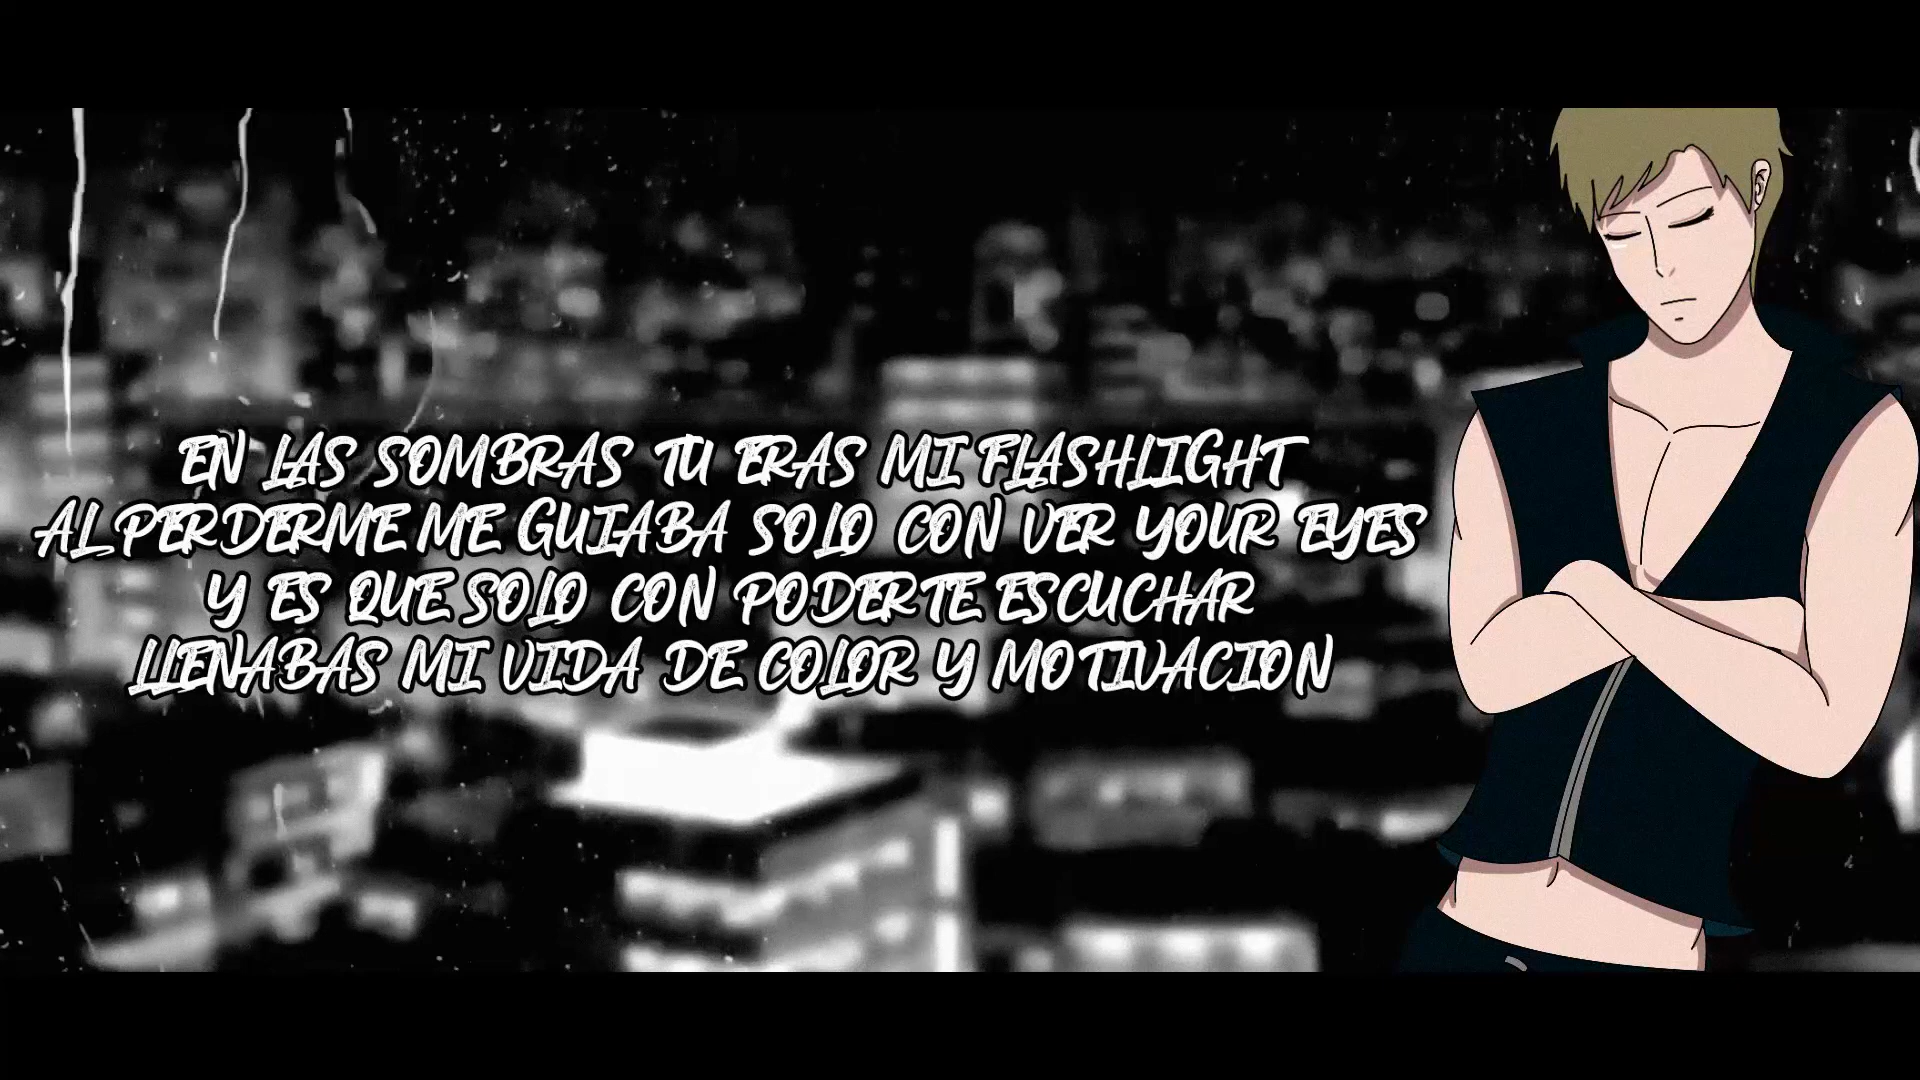 EN LAS SOMBRAS TU ERAS MI FLASHLIGHT
AL PERDERME ME GUIABA SOLO CON VER YOUR EYES
Y ES QUE SOLO CON PODERTE ESCUCHAR
LLENABAS MI VIDA DE COLOR Y MOTIVACION